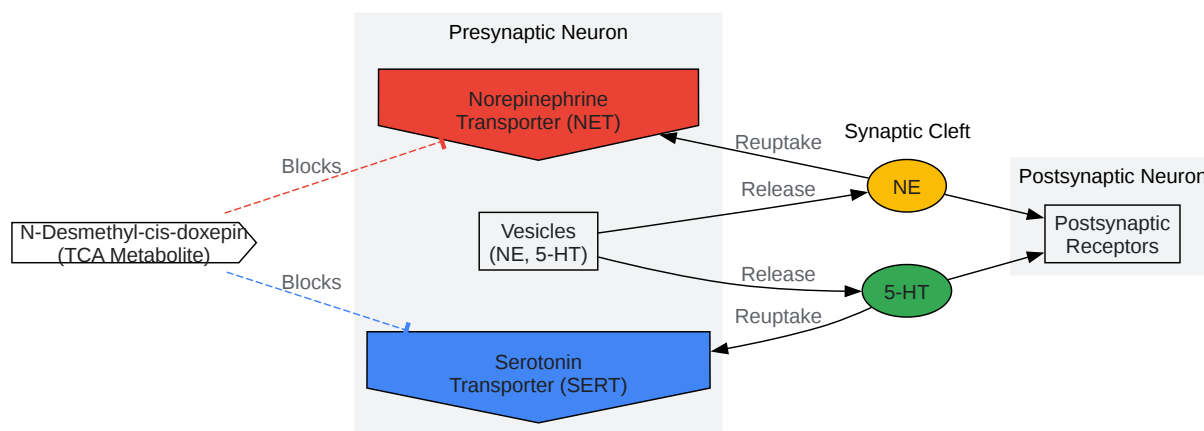 Presynaptic Neuron
Norepinephrine
Transporter (NET)
Synaptic Cleft
Reuptake
Blocks
NE
Postsynaptic Neuron
Release
N-Desmethyl-cis-doxepin
(TCA Metabolite)
Vesicles
(NE, 5-HT)
Postsynaptic
Receptors
Blocks
Release
5-HT
Reuptake
Serotonin
Transporter (SERT)